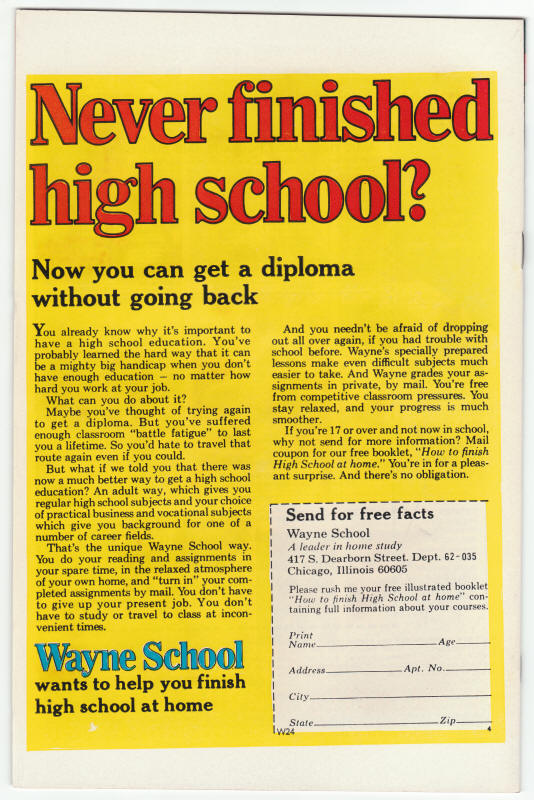 Never finished
high school?
Now you can get a diploma
without going back
You already know why it's important to
have a high school education. You've
probably learned the hard way that it can
be a mighty big handicap when you don't
have enough education – no matter how
hard you work at your job.
What can you do about it?
Maybe you've thought of trying again
to get a diploma. But you've suffered
enough classroom "battle fatigue" to last
you a lifetime. So you'd hate to travel that
route again even if you could.
But what if we told you that there was
now a much better way to get a high school
education? An adult way, which gives you
regular high school subjects and your choice
of practical business and vocational subjects
which give you background for one of a
number of career fields.
That's the unique Wayne School way.
You do your reading and assignments in
your spare time, in the relaxed atmosphere
of your own home, and "turn in" your com-
pleted assignments by mail. You don't have
to give up your present job. You don't
have to study or travel to class at incon-
venient times.
Wayne School
wants to help you finish
high school at home
And you needn't be afraid of dropping
out all over again, if you had trouble with
school before. Wayne's specially prepared
lessons make even difficult subjects much
easier to take. And Wayne grades your as-
signments in private, by mail. You're free
from competitive classroom pressures. You
stay relaxed, and your progress is much
smoother.
If you're 17 or over and not now in school,
why not send for more information? Mail
coupon for our free booklet, "How to finish
High School at home." You're in for a pleas-
ant surprise. And there's no obligation.
Send for free facts
Wayne School
A leader in home study
417 S. Dearborn Street. Dept. 62-035
Chicago, Illinois 60605
Please rush me your free illustrated booklet
"How to finish High School at home" con-
taining full information about your courses.
Print
Name Age
Address Apt. No.
City
State Zip
W24 4